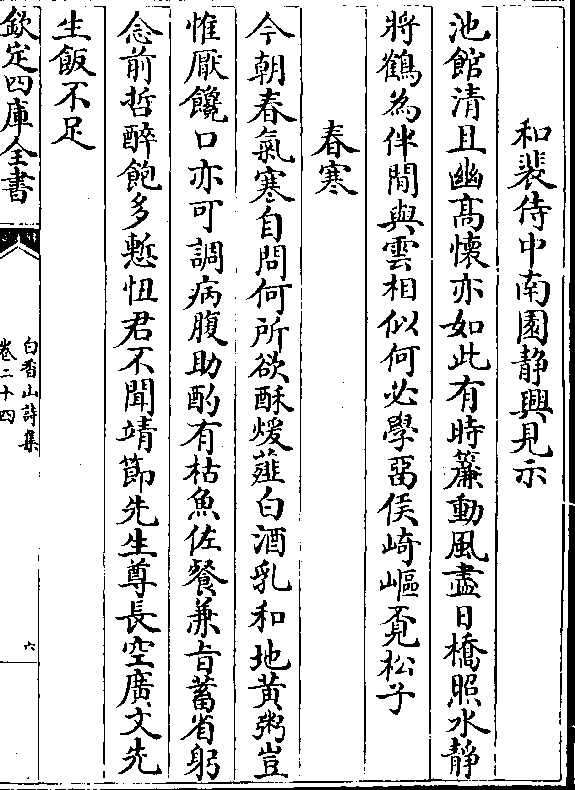 和裴侍中南園静興見示
池館清且幽高懷亦如此有時簾動風盡日橋照水静
將鶴為伴閒與雲相似何必學留侯崎嶇覔松子
春寒
今朝春氣寒自問何所欲酥煖薤白酒乳和地黄粥豈
惟厭饞口亦可調病腹助酌有枯魚佐餐兼旨蓄省躬
念前哲醉飽多慙忸君不聞靖節先生尊長空廣文先
生飯不足
欽定四庫全書
白香山詩集
卷二十四
六